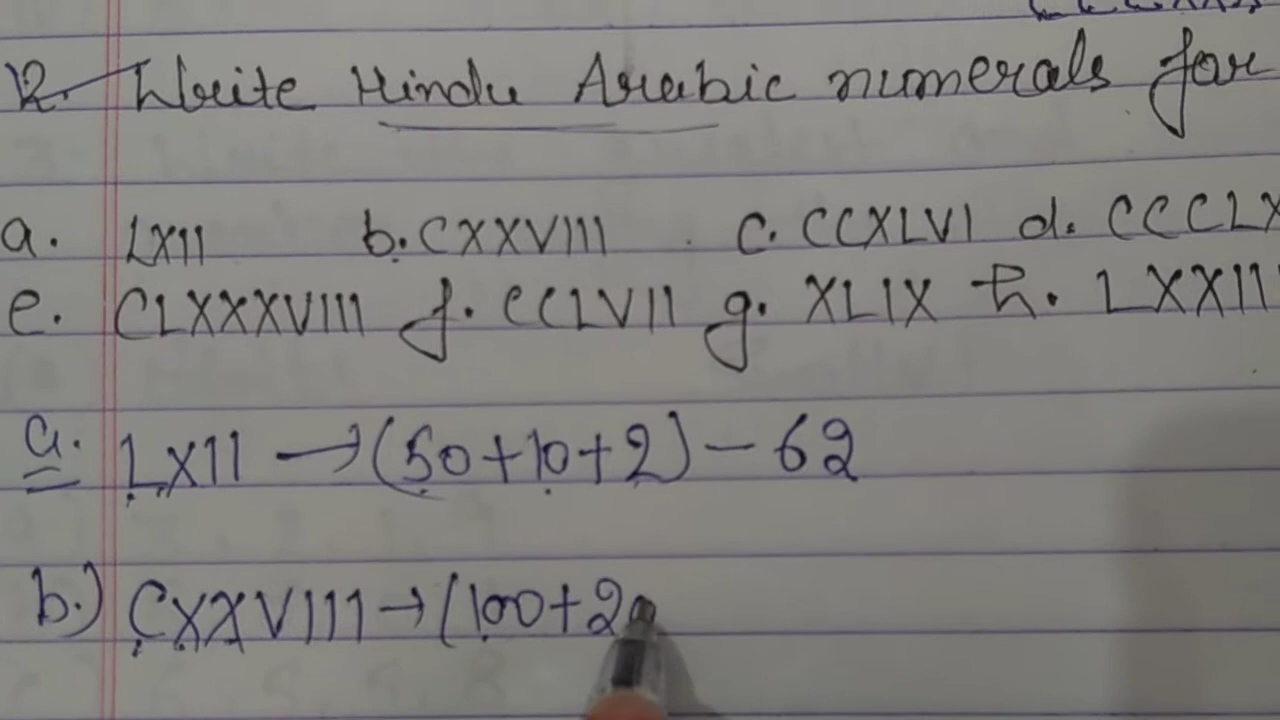 12. Write Hindu Arabic numerals for
a. LXII b. CXXVIII c. CCXLVI d. CCCLX
e. CLXXXVIII f. CCLVII g. XLIX h. LXXII
a. LXII → (50+10+2) - 62
b.) CXXVIII → (100+20